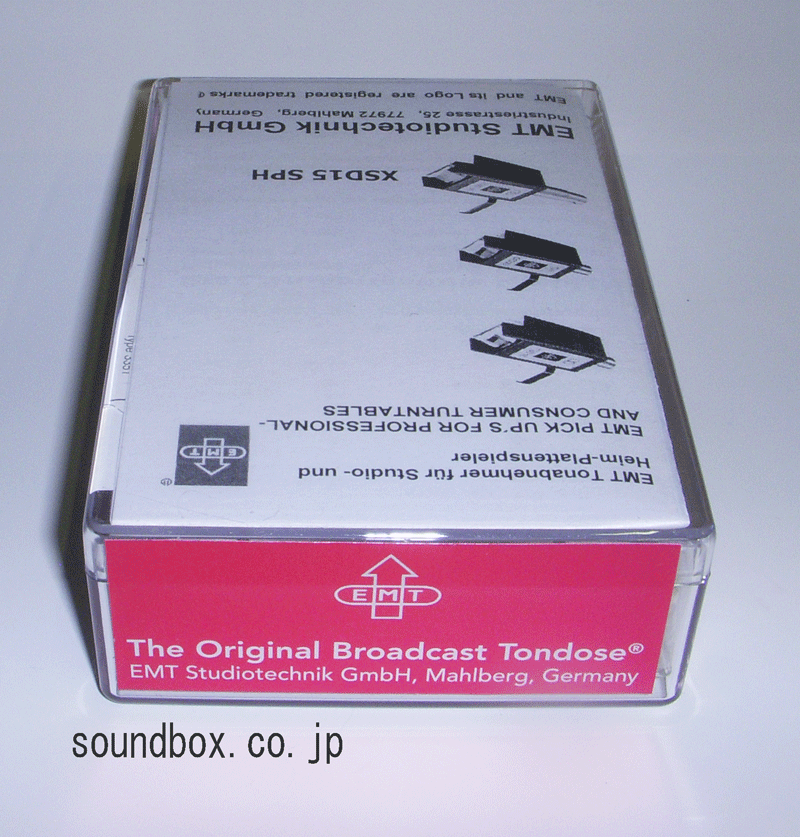 EMT Tonabnehmer für Studio- und
Heim-Plattenspieler
EMT PICK UP'S FOR PROFESSIONAL-
AND CONSUMER TURNTABLES
EMT
XSD15 SPH
EMT Studiotechnik GmbH
Industriestrasse 25, 77972 Mahlberg, Germany
EMT and its Logo are registered trademarks
EMT
The Original Broadcast Tondose®
EMT Studiotechnik GmbH, Mahlberg, Germany
soundbox.co.jp